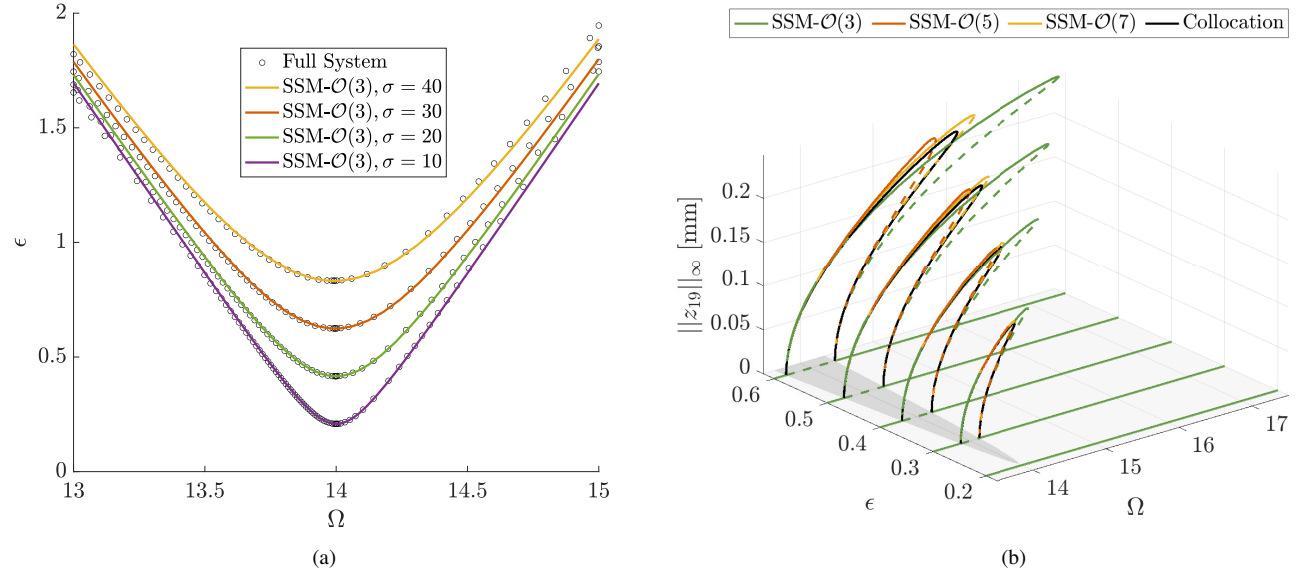 2
1.5
1
0.5
0
ϵ
13
13.5
14
14.5
15
Ω
Full System
SSM-𝒪(3), σ = 40
SSM-𝒪(3), σ = 30
SSM-𝒪(3), σ = 20
SSM-𝒪(3), σ = 10
(a)
SSM-𝒪(3) SSM-𝒪(5) SSM-𝒪(7) Collocation
||z₁₉||∞ [mm]
0.2
0.15
0.1
0.05
0
0.6
0.5
0.4
0.3
0.2
ϵ
14
15
16
17
Ω
(b)